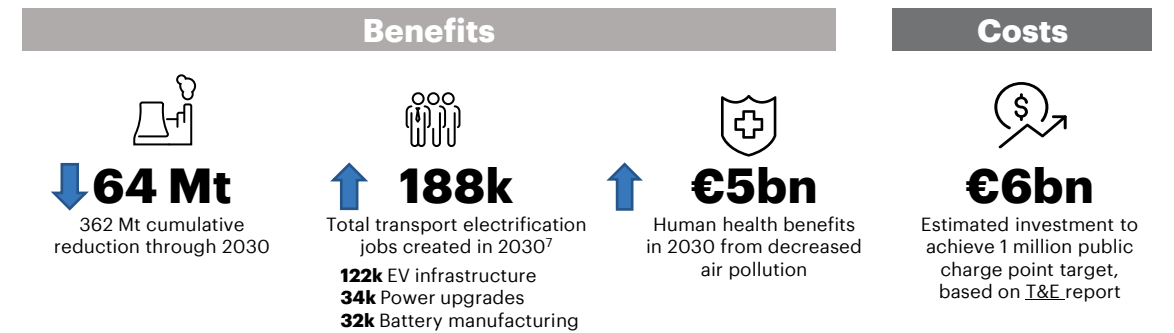 Benefits
Costs
64 Mt
362 Mt cumulative
reduction through 2030
188k
Total transport electrification
jobs created in 2030⁷
122k EV infrastructure
34k Power upgrades
32k Battery manufacturing
€5bn
Human health benefits
in 2030 from decreased
air pollution
$
€6bn
Estimated investment to
achieve 1 million public
charge point target,
based on T&E report